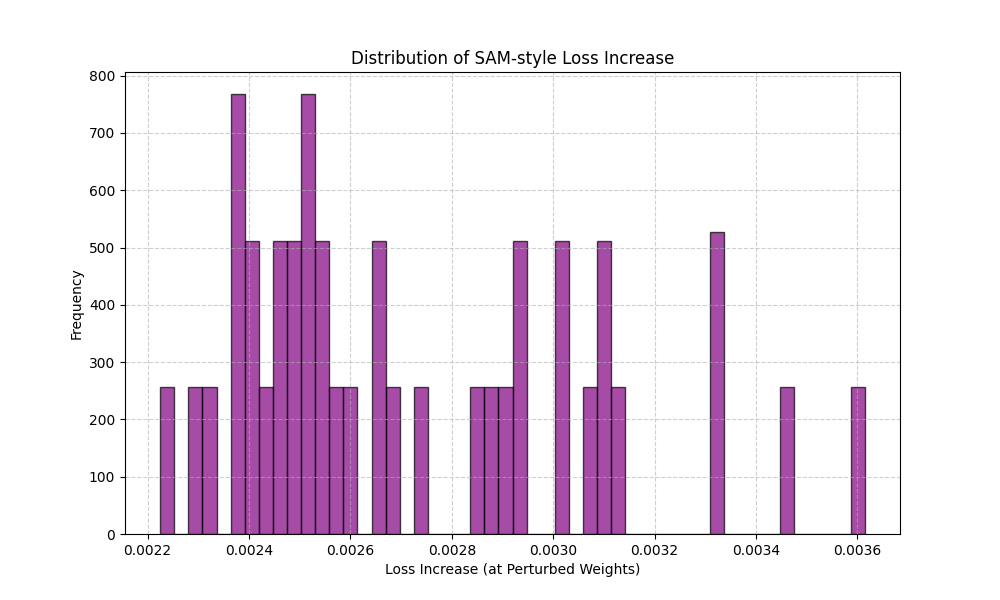 Distribution of SAM-style Loss Increase
800
700
600
500
400
300
200
100
0
Frequency
0.0022 0.0024 0.0026 0.0028 0.0030 0.0032 0.0034 0.0036
Loss Increase (at Perturbed Weights)